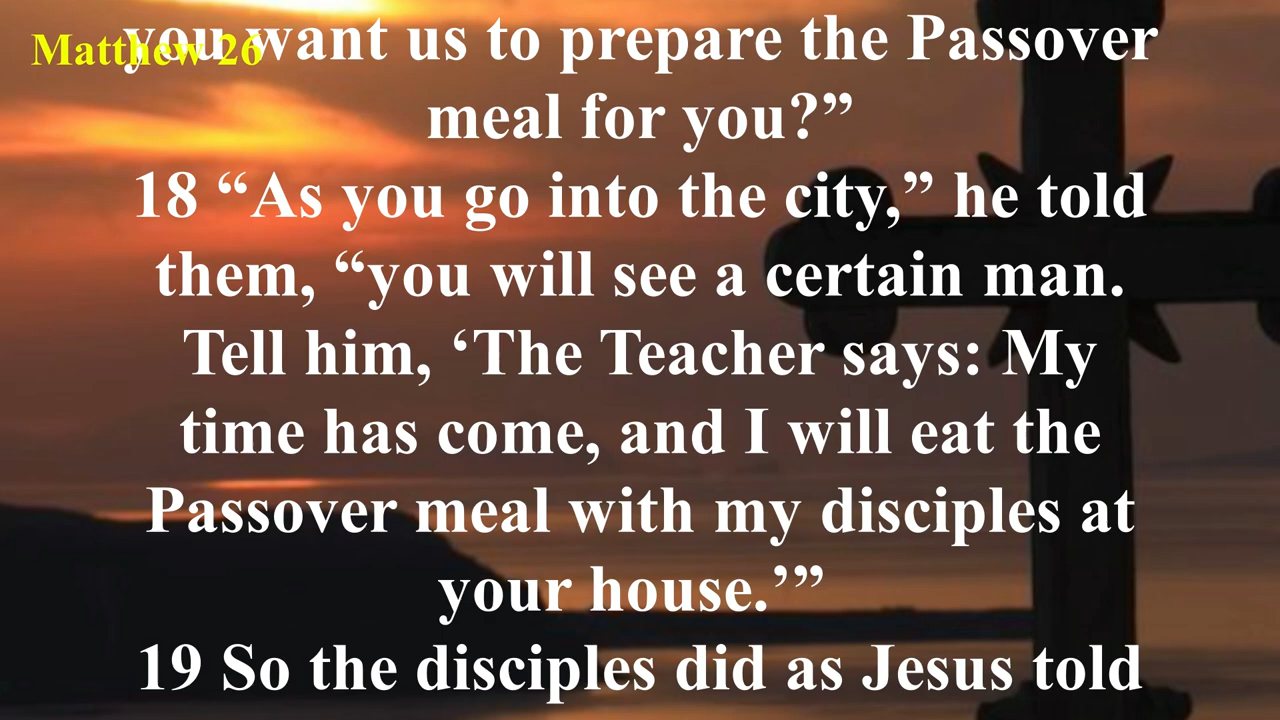 Matthew 26
you want us to prepare the Passover
meal for you?”
18 “As you go into the city,” he told
them, “you will see a certain man.
Tell him, ‘The Teacher says: My
time has come, and I will eat the
Passover meal with my disciples at
your house.’”
19 So the disciples did as Jesus told